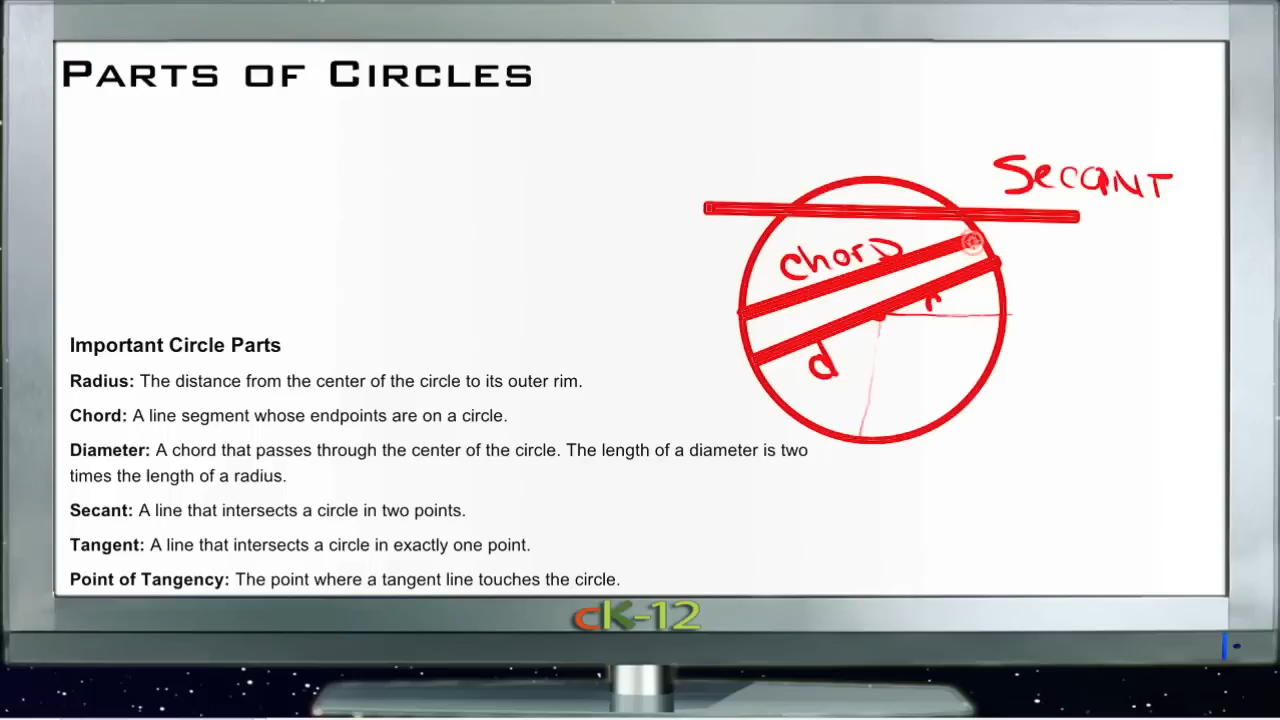 PARTS OF CIRCLES
Secant
chord
r
d
Important Circle Parts
Radius: The distance from the center of the circle to its outer rim.
Chord: A line segment whose endpoints are on a circle.
Diameter: A chord that passes through the center of the circle. The length of a diameter is two
times the length of a radius.
Secant: A line that intersects a circle in two points.
Tangent: A line that intersects a circle in exactly one point.
Point of Tangency: The point where a tangent line touches the circle.
cK-12